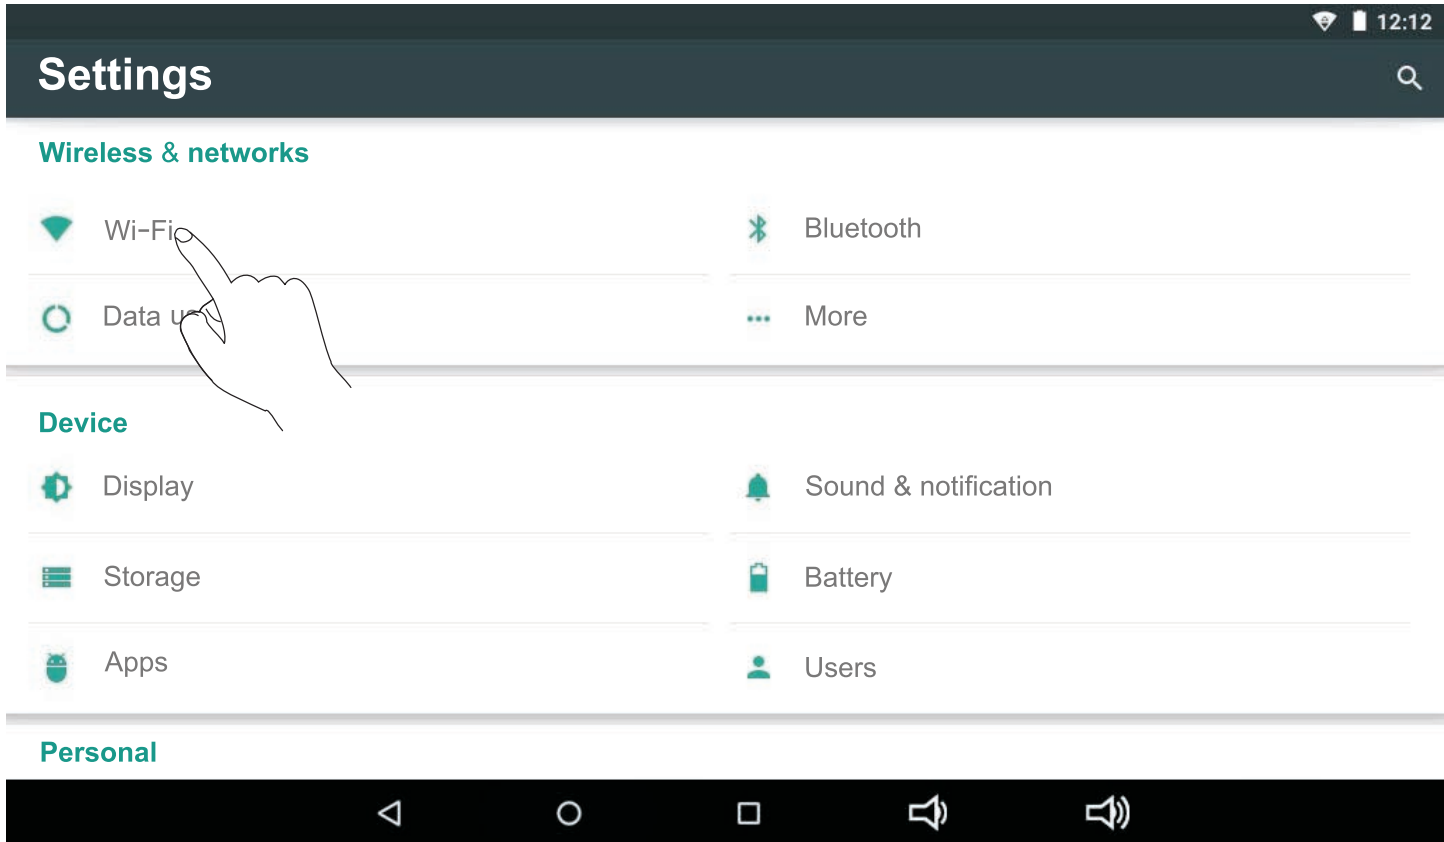 12:12
Settings
Wireless & networks
Wi-Fi
Bluetooth
Data
More
Device
Display
Sound & notification
Storage
Battery
Apps
Users
Personal